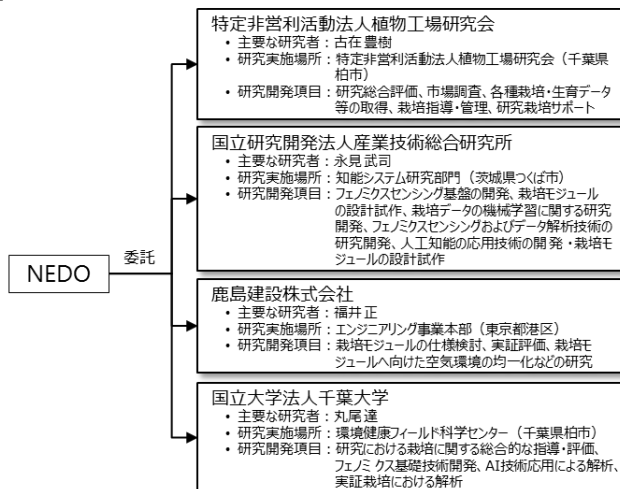 特定非営利活動法人植物工場研究会
• 主要な研究者：古在 豊樹
• 研究実施場所：特定非営利活動法人植物工場研究会（千葉県
柏市）
• 研究開発項目：研究総合評価、市場調査、各種栽培・生育データ
等の取得、栽培指導・管理、研究栽培サポート
国立研究開発法人産業技術総合研究所
• 主要な研究者：永見 武司
• 研究実施場所：知能システム研究部門（茨城県つくば市）
• 研究開発項目：フェノミクスセンシング基盤の開発、栽培モジュール
の設計試作、栽培データの機械学習に関する研究
開発、フェノミクスセンシングおよびデータ解析技術の
研究開発、人工知能の応用技術の開発・栽培モ
ジュールの設計試作
NEDO
委託
鹿島建設株式会社
• 主要な研究者：福井 正
• 研究実施場所：エンジニアリング事業本部（東京都港区）
• 研究開発項目：栽培モジュールの仕様検討、実証評価、栽培モ
ジュールへ向けた空気環境の均一化などの研究
国立大学法人千葉大学
• 主要な研究者：丸尾 達
• 研究実施場所：環境健康フィールド科学センター（千葉県柏市）
• 研究開発項目：研究における栽培に関する総合的な指導・評価、
フェノミクス基礎技術開発、AI技術応用による解析、
実証栽培における解析